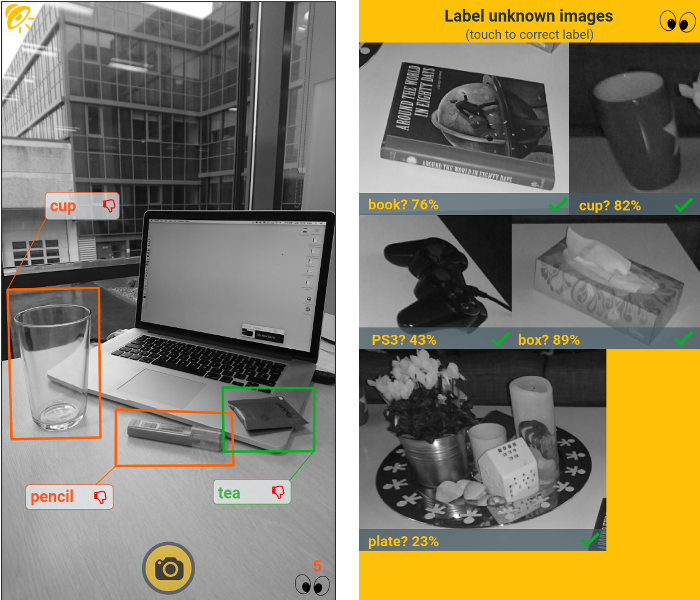 cup
pencil
tea
5
Label unknown images
(touch to correct label)
AROUND THE WORLD
IN EIGHTY DAYS
AROUND THE WORLD IN EIGHTY DAYS
book? 76%
cup? 82%
PS3? 43%
box? 89%
plate? 23%